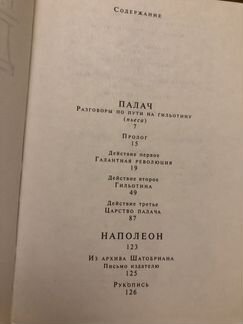 Содержание
ПАЛАЧ
Разговоры по пути на гильотину
(пьеса)
7
Пролог
15
Действие первое
Галантная революция
19
Действие второе
Гильотина
49
Действие третье
Царство палача
87
НАПОЛЕОН
123
Из архива Шатобриана
Письмо издателю
125
Рукопись
126